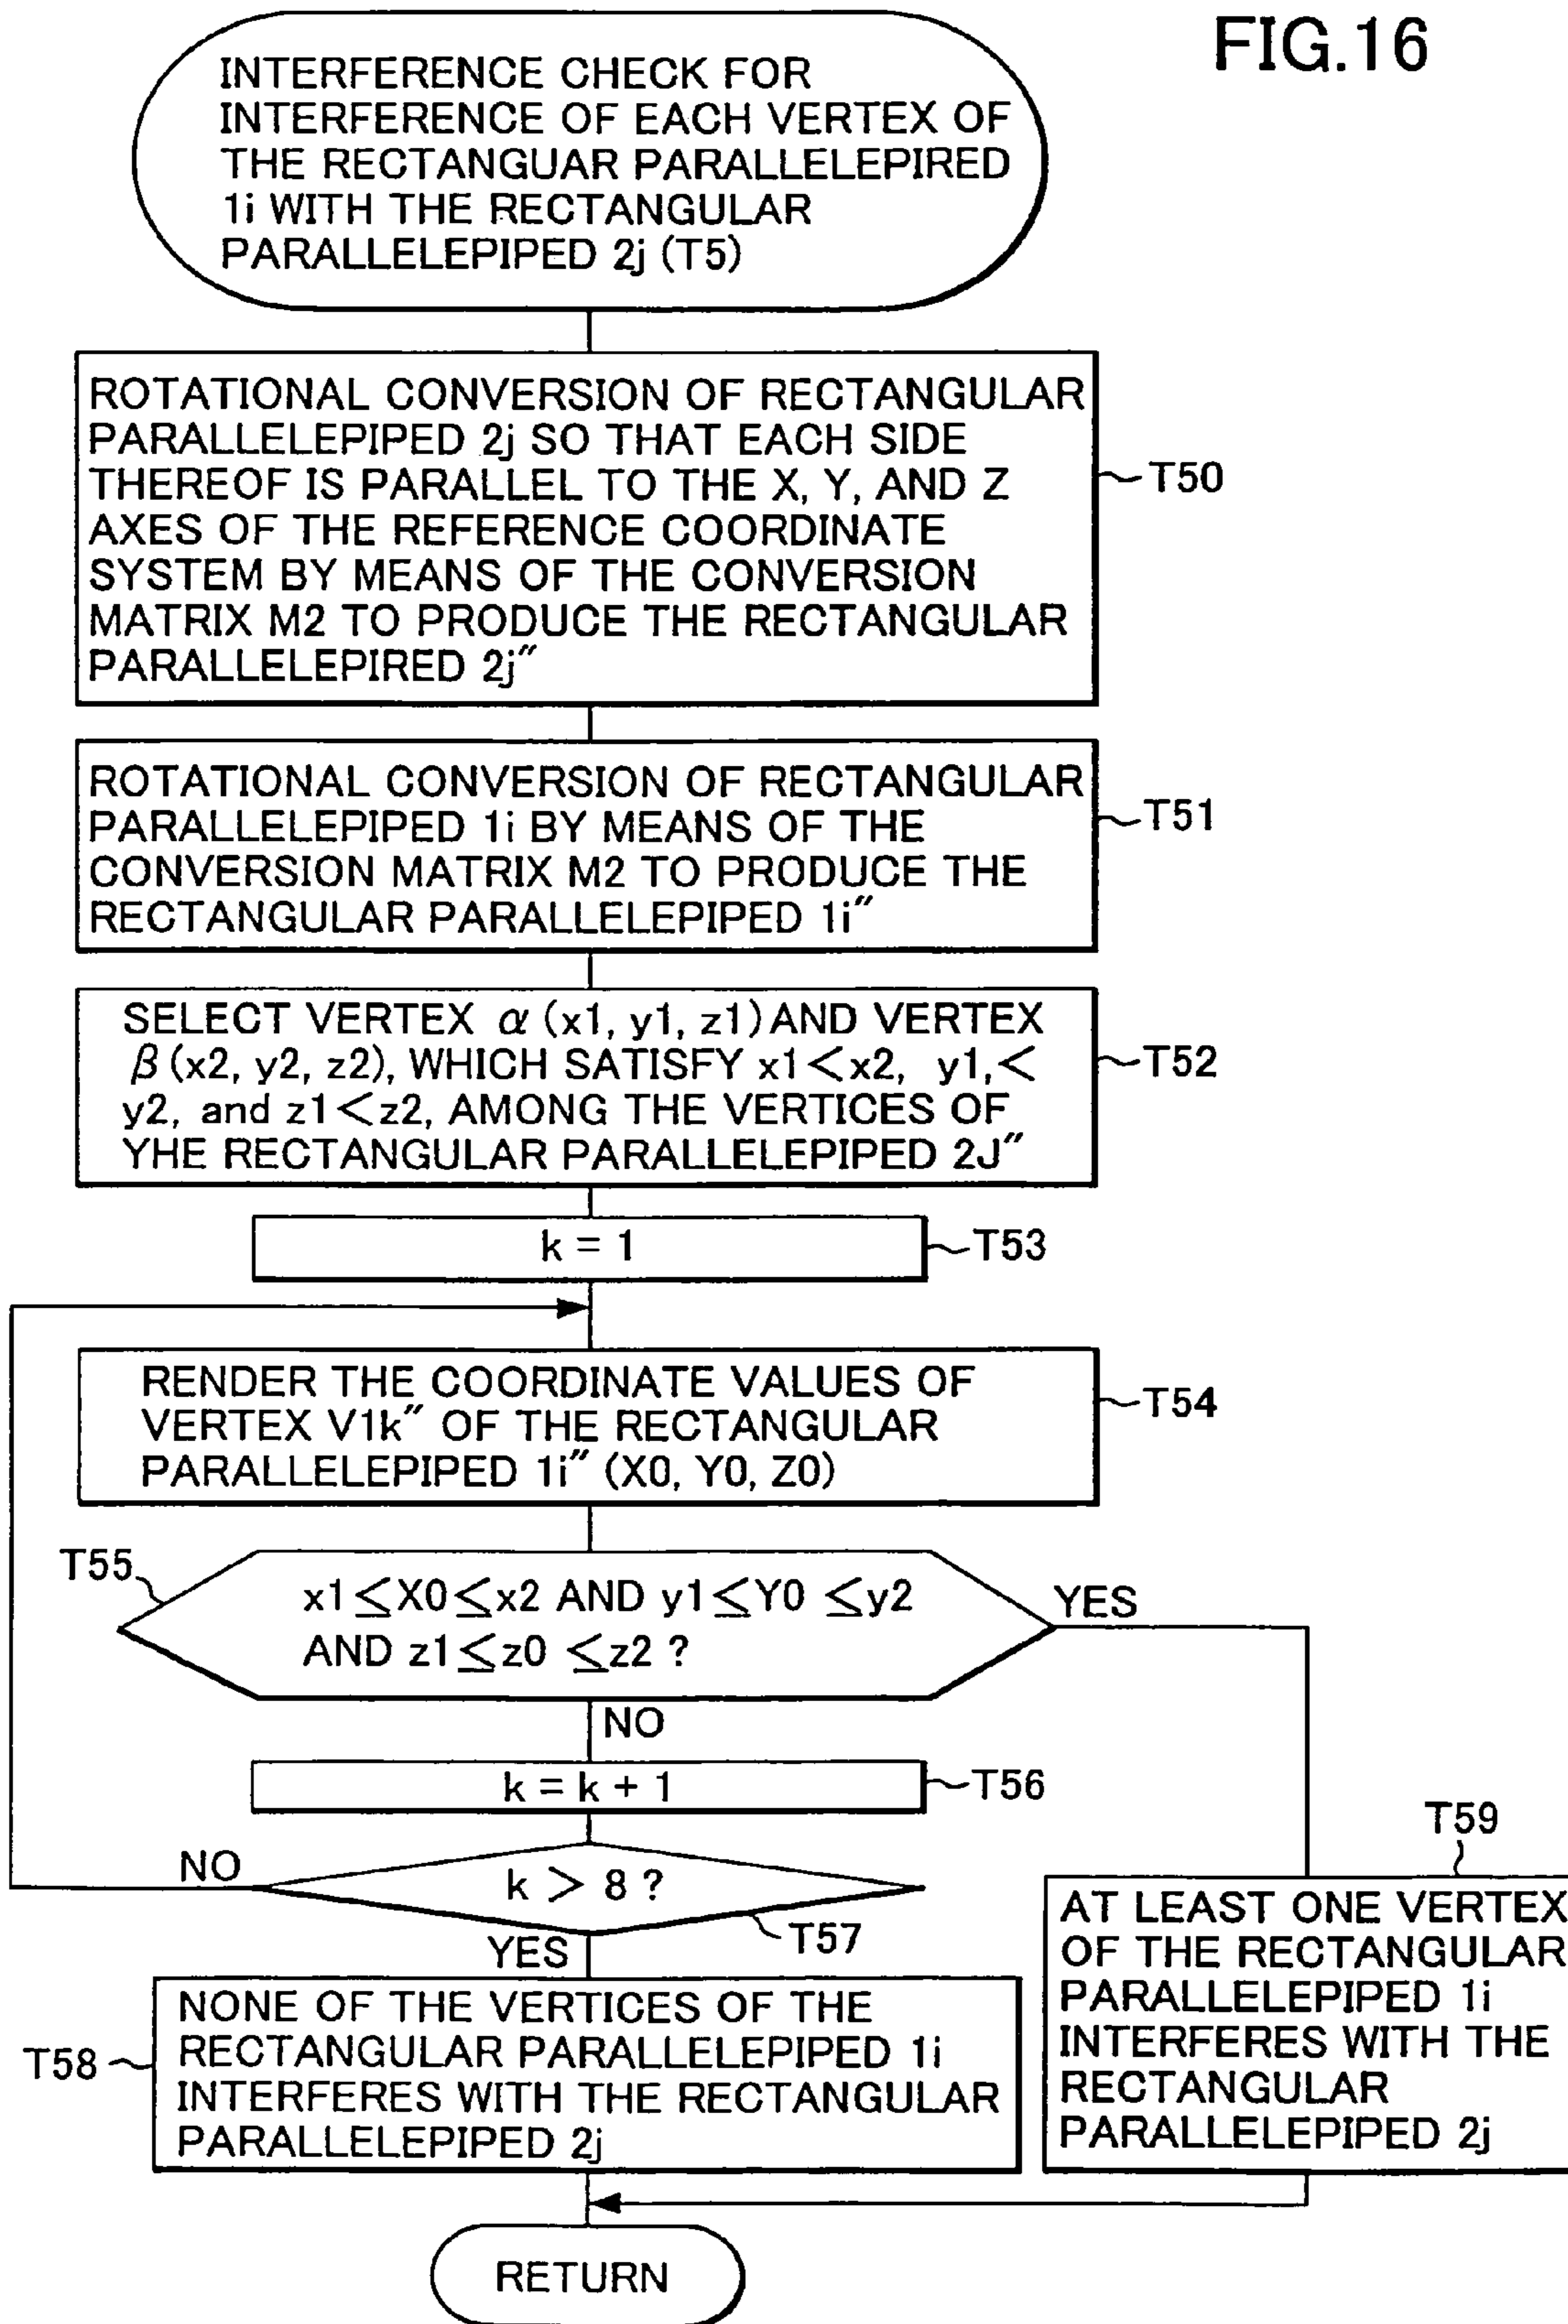 FIG.16
INTERFERENCE CHECK FOR
INTERFERENCE OF EACH VERTEX OF
THE RECTANGUAR PARALLELEPIRED
1i WITH THE RECTANGULAR
PARALLELEPIPED 2j (T5)
ROTATIONAL CONVERSION OF RECTANGULAR
PARALLELEPIPED 2j SO THAT EACH SIDE
THEREOF IS PARALLEL TO THE X, Y, AND Z
AXES OF THE REFERENCE COORDINATE
SYSTEM BY MEANS OF THE CONVERSION
MATRIX M2 TO PRODUCE THE RECTANGULAR
PARALLELEPIRED 2j″
T50
ROTATIONAL CONVERSION OF RECTANGULAR
PARALLELEPIPED 1i BY MEANS OF THE
CONVERSION MATRIX M2 TO PRODUCE THE
RECTANGULAR PARALLELEPIPED 1i″
T51
SELECT VERTEX α (x1, y1, z1) AND VERTEX
β (x2, y2, z2), WHICH SATISFY x1<x2, y1,<
y2, and z1<z2, AMONG THE VERTICES OF
YHE RECTANGULAR PARALLELEPIPED 2J″
T52
k = 1
T53
RENDER THE COORDINATE VALUES OF
VERTEX V1k″ OF THE RECTANGULAR
PARALLELEPIPED 1i″ (X0, Y0, Z0)
T54
T55
x1≦X0≦x2 AND y1≦Y0 ≦y2
AND z1≦z0 ≦z2 ?
YES
NO
k = k + 1
T56
NO
k > 8 ?
T57
YES
T59
AT LEAST ONE VERTEX
OF THE RECTANGULAR
PARALLELEPIPED 1i
INTERFERES WITH THE
RECTANGULAR
PARALLELEPIPED 2j
T58
NONE OF THE VERTICES OF THE
RECTANGULAR PARALLELEPIPED 1i
INTERFERES WITH THE RECTANGULAR
PARALLELEPIPED 2j
RETURN